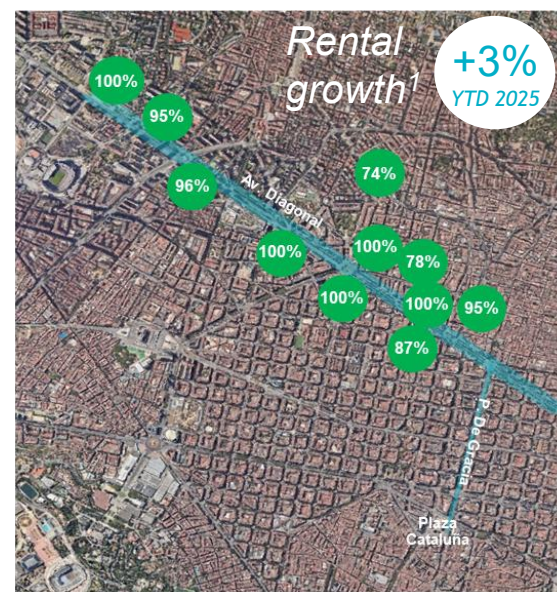 Rental
growth¹
+3%
YTD 2025
100%
95%
74%
96%
Av. Diagonal
100%
100%
78%
100%
100%
95%
87%
P. De Gracia
Plaza
Cataluña